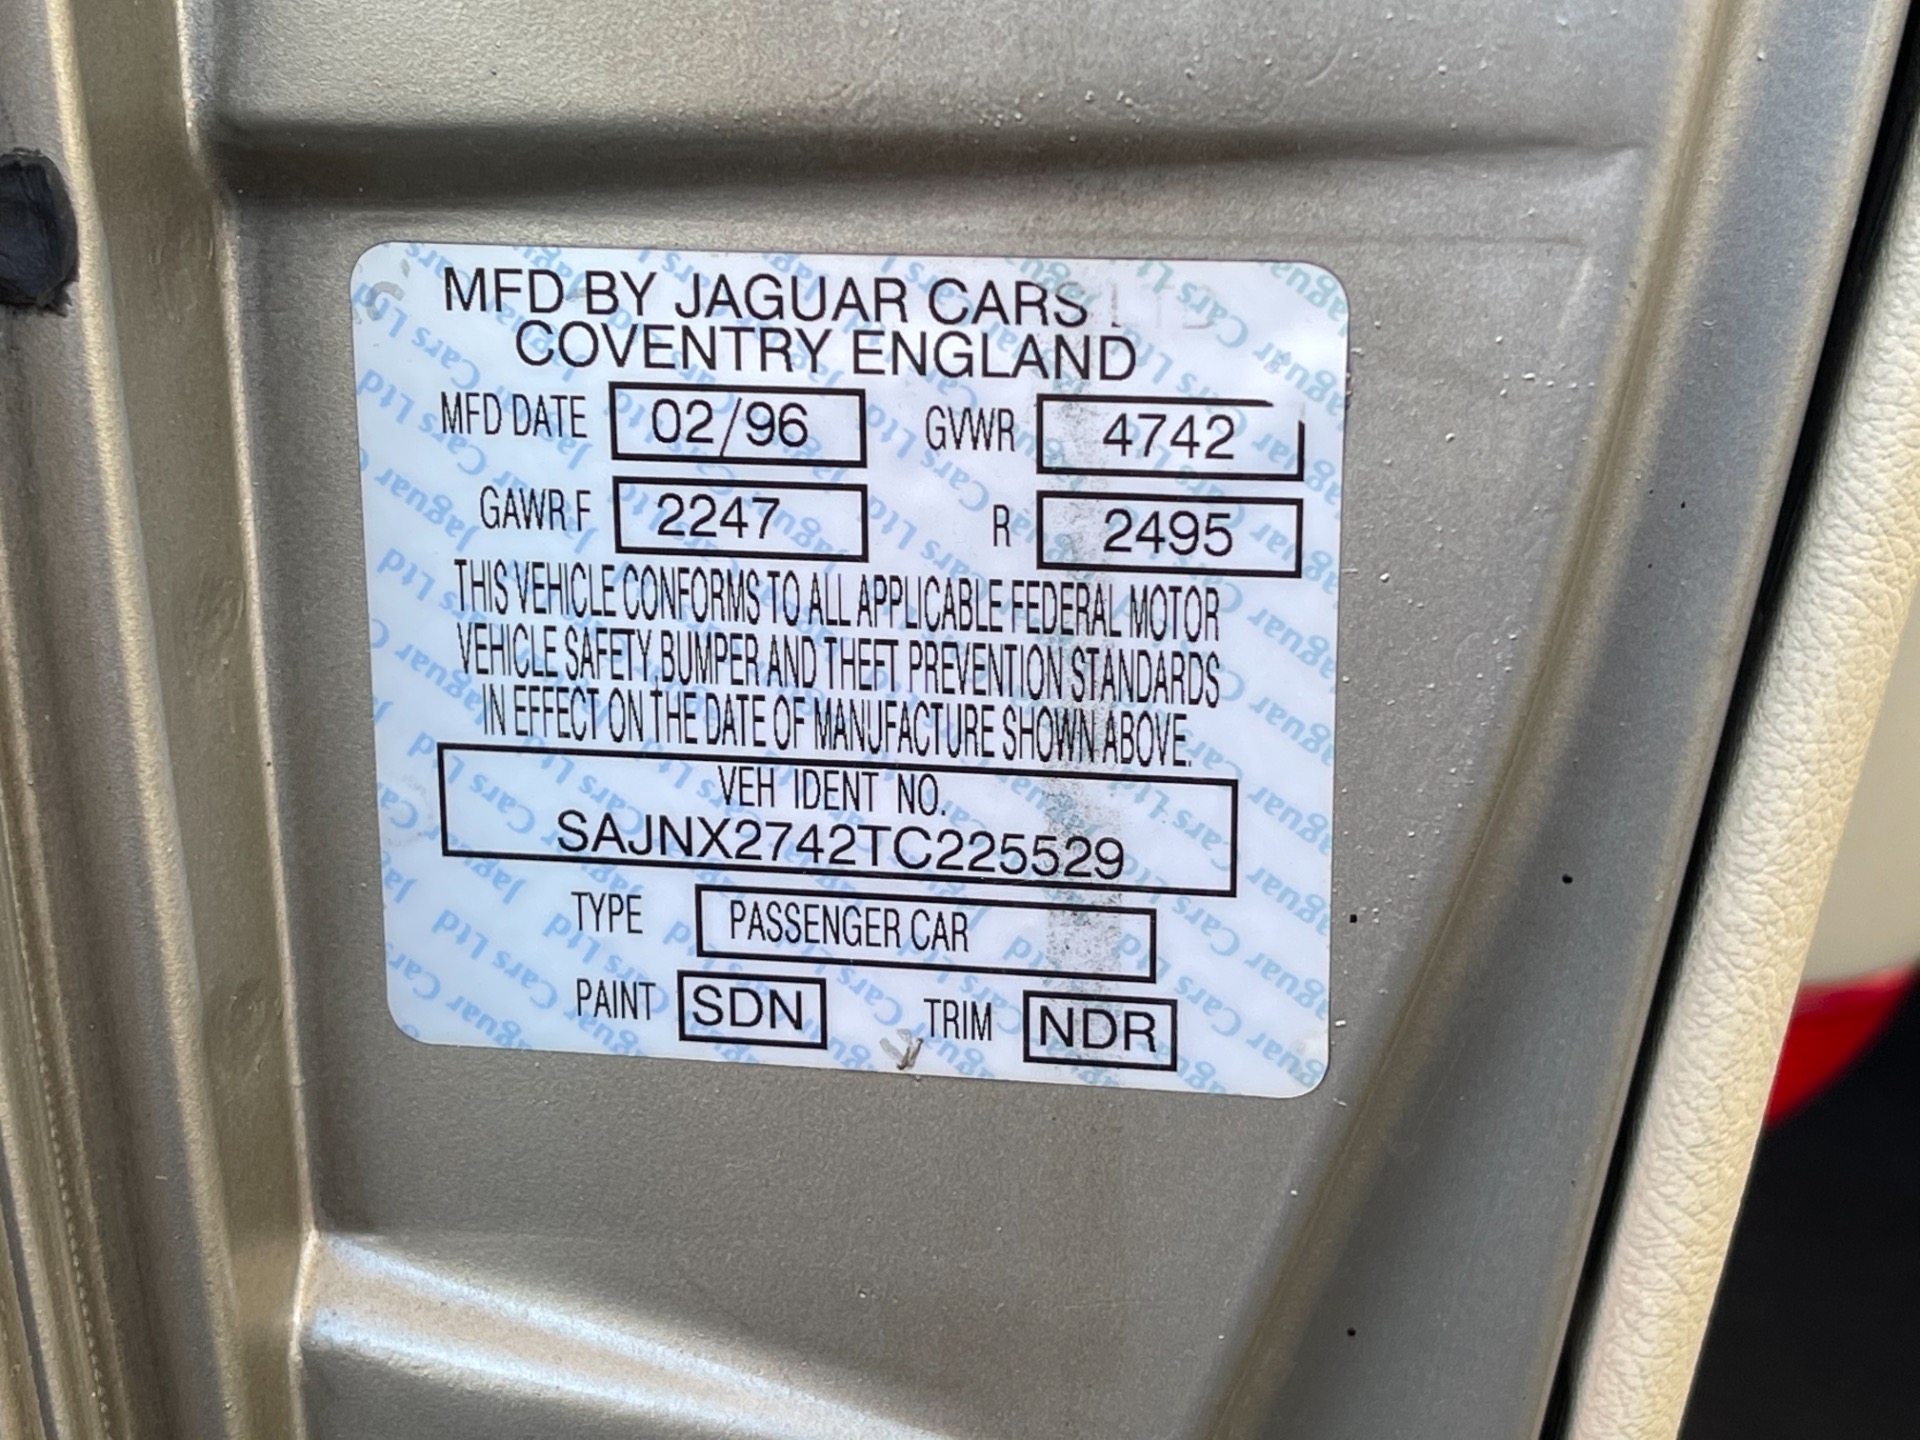 MFD BY JAGUAR CARS LTD
COVENTRY ENGLAND
MFD DATE 02/96 GVWR 4742
GAWR F 2247 R 2495
THIS VEHICLE CONFORMS TO ALL APPLICABLE FEDERAL MOTOR
VEHICLE SAFETY, BUMPER AND THEFT PREVENTION STANDARDS
IN EFFECT ON THE DATE OF MANUFACTURE SHOWN ABOVE.
VEH IDENT NO.
SAJNX2742TC225529
TYPE PASSENGER CAR
PAINT SDN TRIM NDR